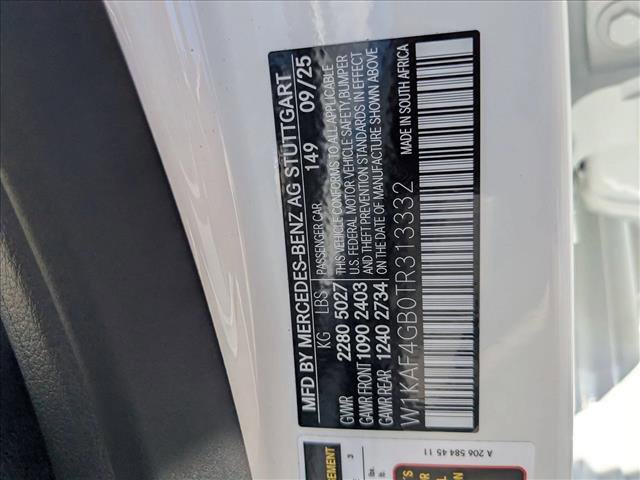 MFD BY MERCEDES-BENZ AG STUTTGART
KG LBS 149 09/25
PASSENGER CAR
GVWR 2280 5027
GAWR FRONT 1090 2403
GAWR REAR 1240 2734
THIS VEHICLE CONFORMS TO ALL APPLICABLE
U.S. FEDERAL MOTOR VEHICLE SAFETY, BUMPER
AND THEFT PREVENTION STANDARDS IN EFFECT
ON THE DATE OF MANUFACTURE SHOWN ABOVE
MADE IN SOUTH AFRICA
W1KAF4GB0TR313332
A 206 584 45 11